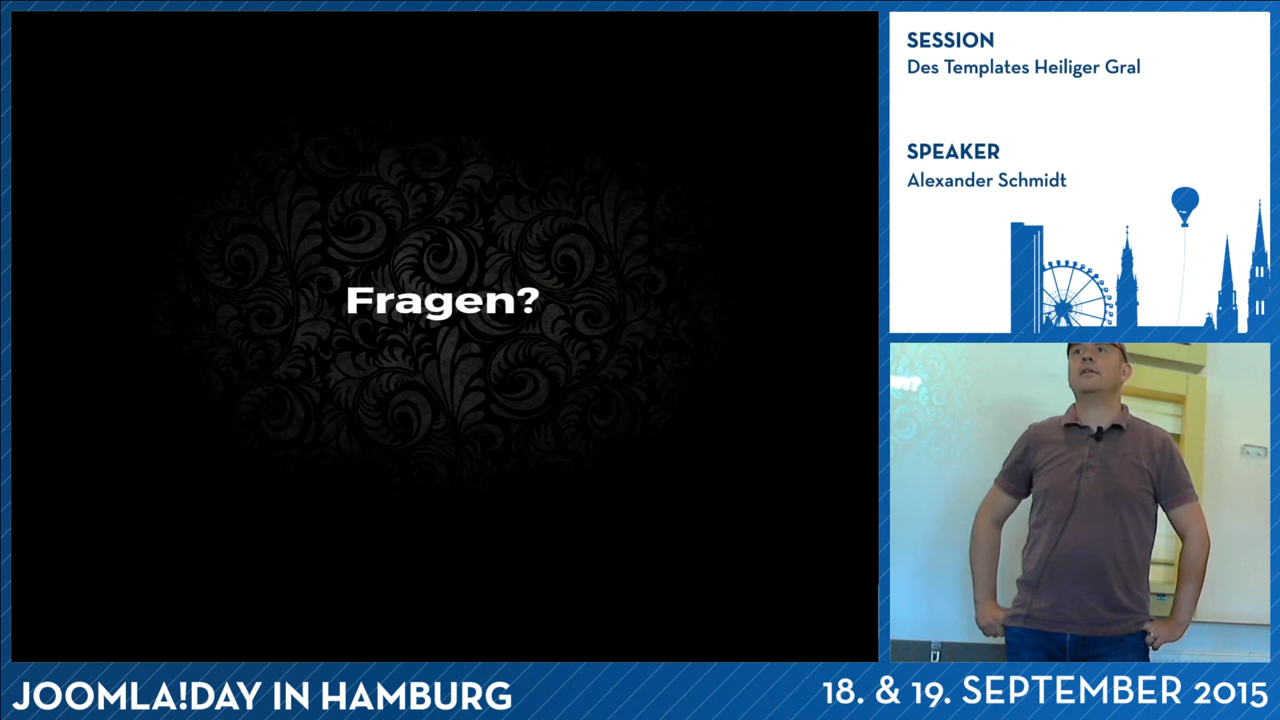 Fragen?
SESSION
Des Templates Heiliger Gral
SPEAKER
Alexander Schmidt
JOOMLA!DAY IN HAMBURG
18. & 19. SEPTEMBER 2015